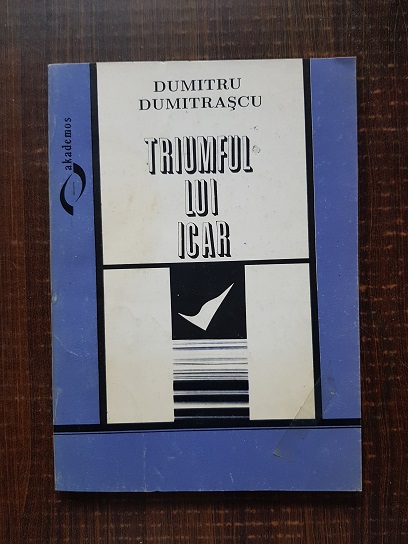 DUMITRU
DUMITRAŞCU
akademos
TRIUMFUL
LUI
ICAR